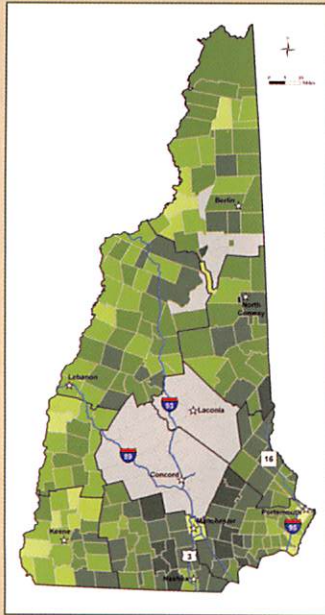 N
Berlin
North
Conway
Lebanon
93
Laconia
16
89
Concord
Portsmouth
Manchester
95
Keene
3
Nashua